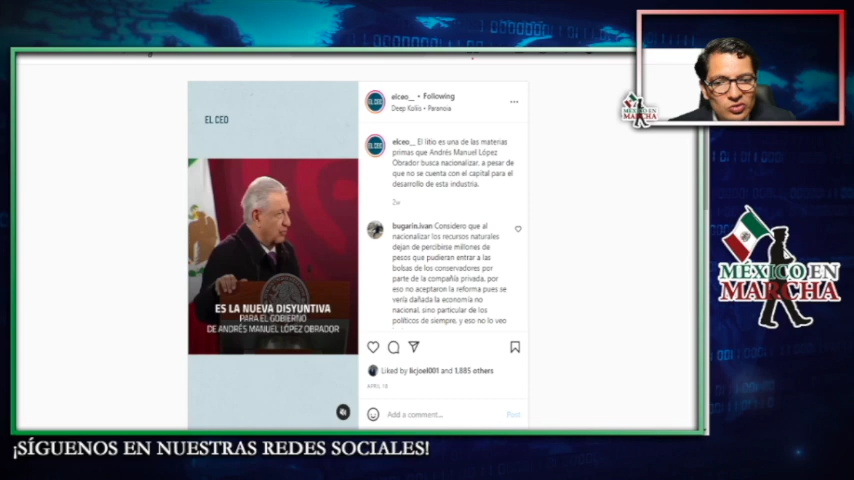 EL CEO
ES LA NUEVA DISYUNTIVA
PARA EL GOBIERNO
DE ANDRÉS MANUEL LÓPEZ OBRADOR
EL CEO
elceo__ • Following
Deep Kolis • Paranoia
EL CEO
elceo__ El litio es una de las materias
primas que Andrés Manuel López
Obrador busca nacionalizar, a pesar de
que no se cuenta con el capital para el
desarrollo de esta industria.
2w
bugarin.ivan Considero que al
nacionalizar los recursos naturales
dejan de percibirse millones de
pesos que pudieran entrar a las
bolsas de los conservadores por
parte de la compañía privada, por
eso no aceptaron la reforma pues se
vería dañada la economía no
nacional, sino particular de los
políticos de siempre, y eso no lo veo
Liked by licjoel001 and 1,885 others
APRIL 18
Add a comment...
Post
MÉXICO EN
MARCHA
MÉXICO EN
MARCHA
¡SÍGUENOS EN NUESTRAS REDES SOCIALES!